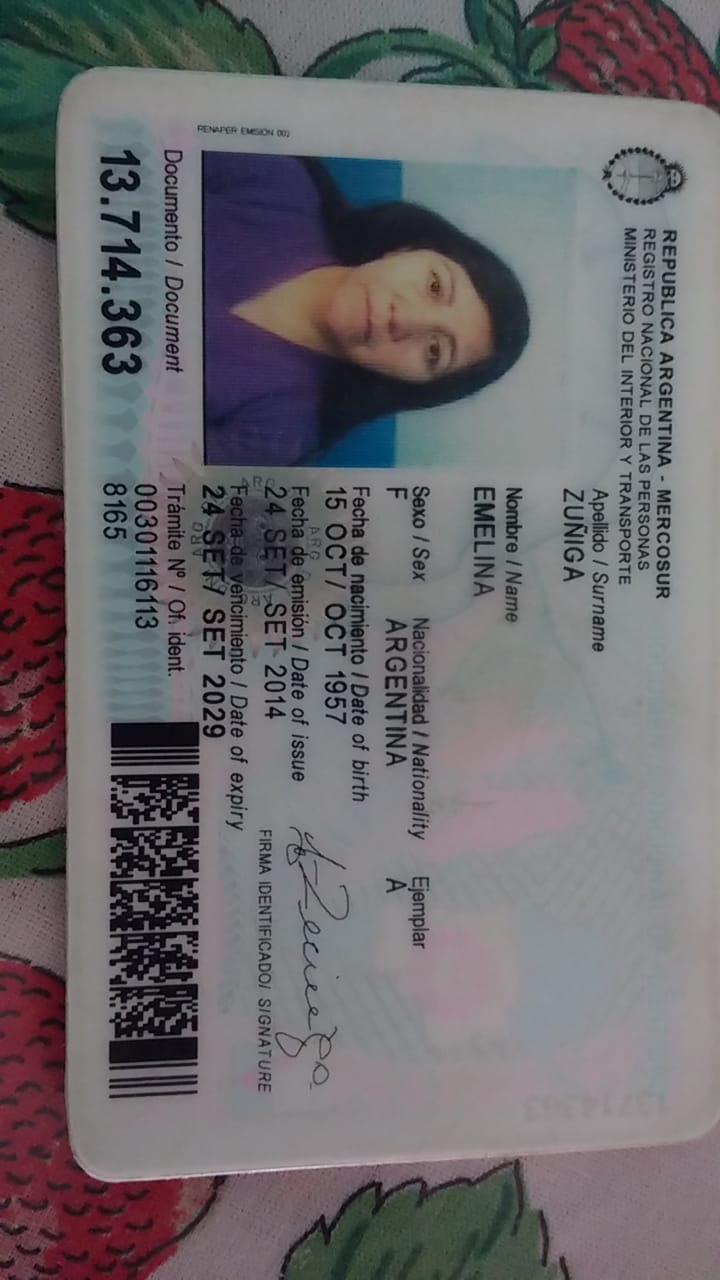 REPUBLICA ARGENTINA - MERCOSUR
REGISTRO NACIONAL DE LAS PERSONAS
MINISTERIO DEL INTERIOR Y TRANSPORTE
Apellido / Surname
ZUÑIGA
Nombre / Name
EMELINA
Sexo / Sex Nacionalidad / Nationality Ejemplar
F ARGENTINA A
Fecha de nacimiento / Date of birth
15 OCT/ OCT 1957
Fecha de emisión / Date of issue
24 SET/ SET 2014
Fecha de vencimiento / Date of expiry
24 SET/ SET 2029
FIRMA IDENTIFICADO/ SIGNATURE
RENAPER EMISIÓN 002
Documento / Document
13.714.363
Trámite Nº / Of. ident.
00301116113
8165
ARG
13714363